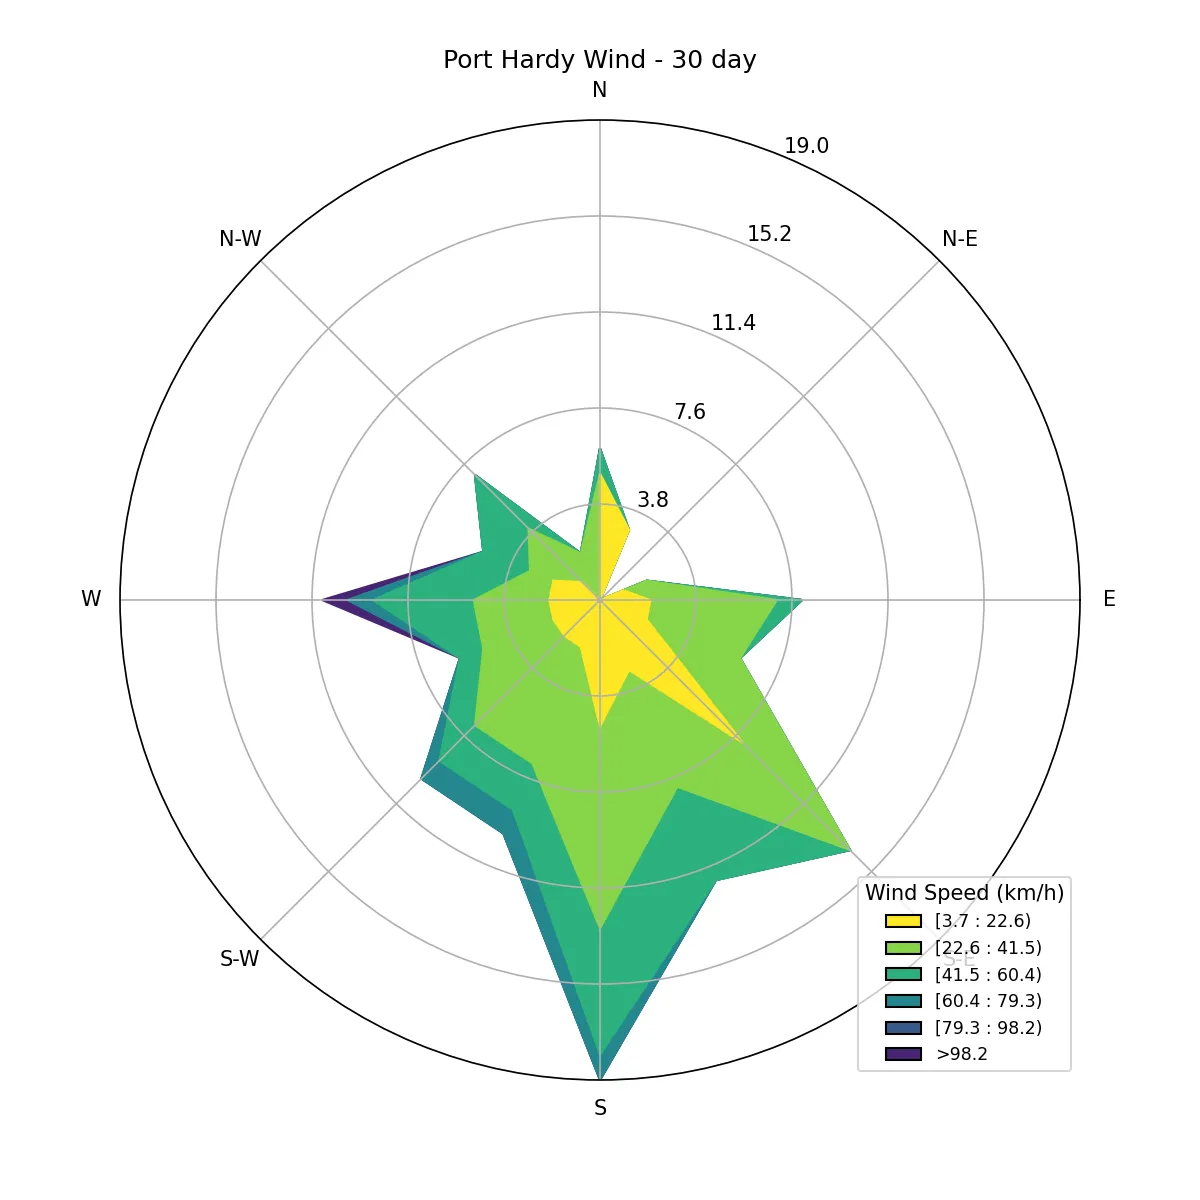 Port Hardy Wind - 30 day
N
19.0
15.2
N-W
N-E
11.4
7.6
3.8
W
E
Wind Speed (km/h)
[3.7 : 22.6)
[22.6 : 41.5)
S-W
S-E
[41.5 : 60.4)
[60.4 : 79.3)
[79.3 : 98.2)
>98.2
S